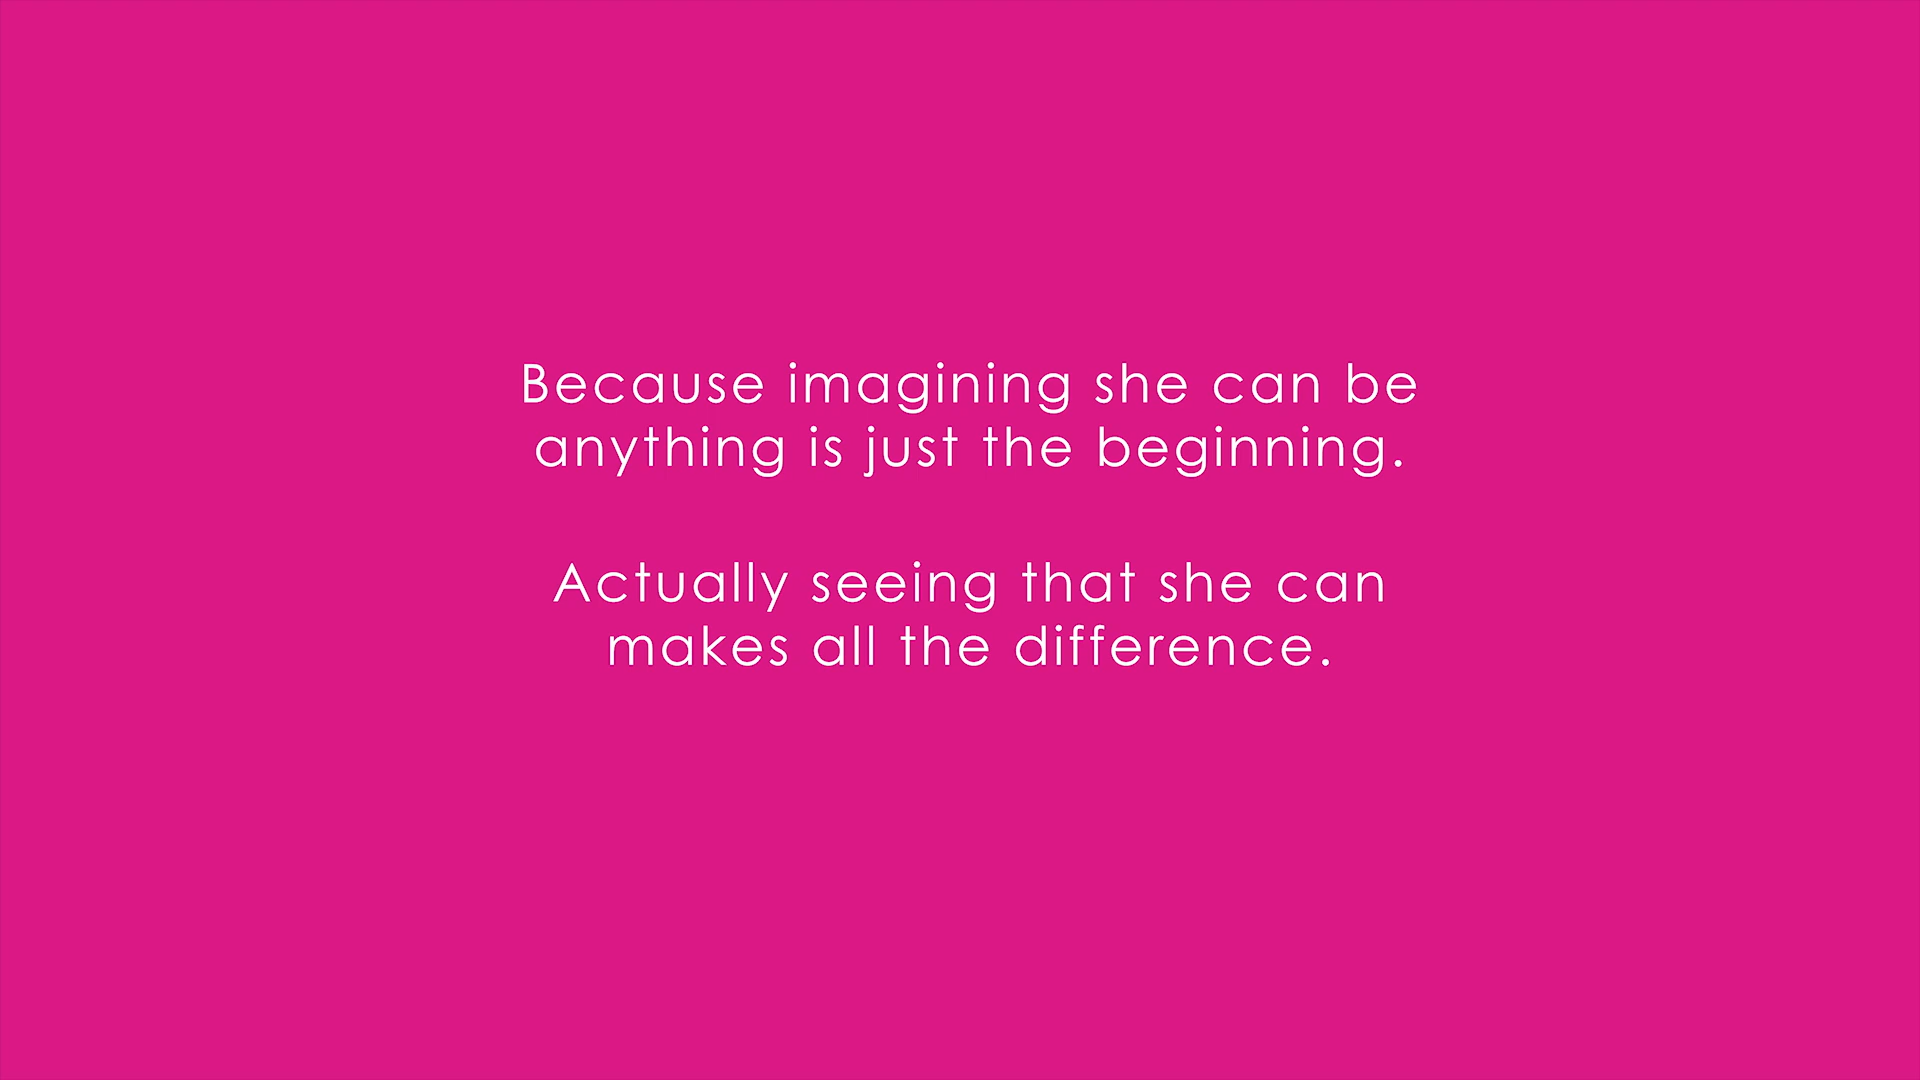 Because imagining she can be
anything is just the beginning.
Actually seeing that she can
makes all the difference.